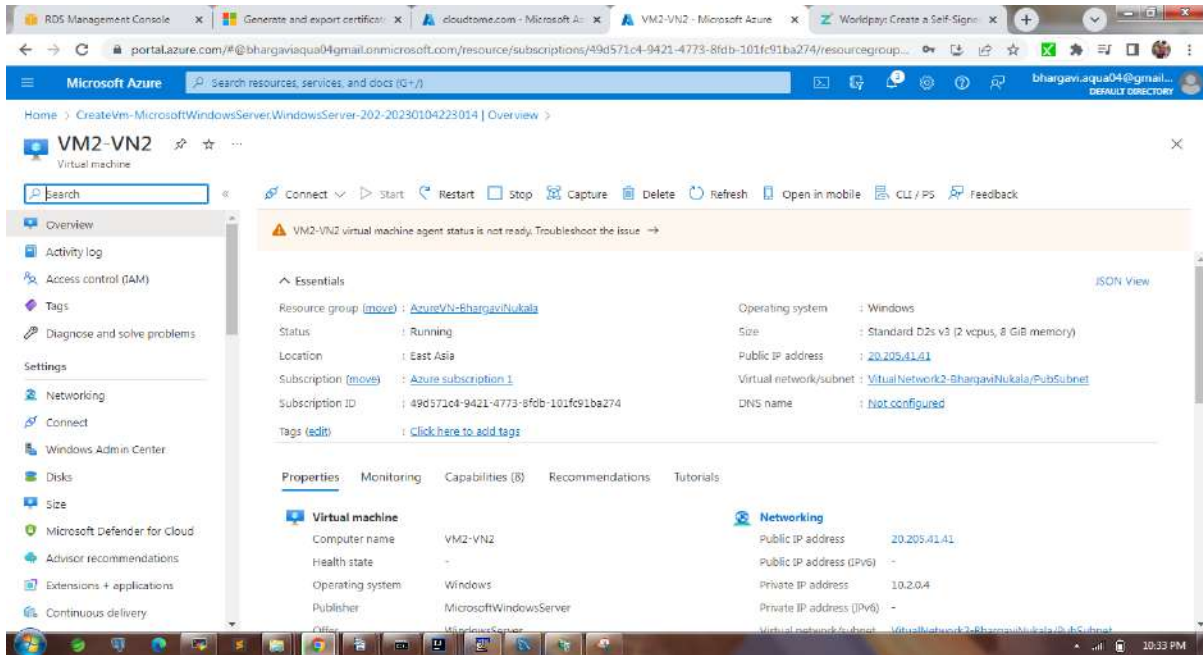 RDS Management Console
Generate and export certificat
cloudtome.com - Microsoft Az
VM2-VN2 - Microsoft Azure
Worldpay: Create a Self-Signe
portal.azure.com/#@bhargaviaqua04gmail.onmicrosoft.com/resource/subscriptions/49d571c4-9421-4773-8fdb-101fc91ba274/resourcegroup...
Microsoft Azure
Search resources, services, and docs (G+/)
bhargavi.aqua04@gmail...
DEFAULT DIRECTORY
Home > CreateVm-MicrosoftWindowsServer.WindowsServer-202-20230104223014 | Overview >
VM2-VN2
Virtual machine
Search
Connect Start Restart Stop Capture Delete Refresh Open in mobile CLI / PS Feedback
Overview
Activity log
Access control (IAM)
Tags
Diagnose and solve problems
Settings
Networking
Connect
Windows Admin Center
Disks
Size
Microsoft Defender for Cloud
Advisor recommendations
Extensions + applications
Continuous delivery
VM2-VN2 virtual machine agent status is not ready. Troubleshoot the issue →
Essentials
JSON View
Resource group (move) : AzureVN-BhargaviNukala
Status : Running
Location : East Asia
Subscription (move) : Azure subscription 1
Subscription ID : 49d571c4-9421-4773-8fdb-101fc91ba274
Tags (edit) : Click here to add tags
Operating system : Windows
Size : Standard D2s v3 (2 vcpus, 8 GiB memory)
Public IP address : 20.205.41.41
Virtual network/subnet : VitualNetwork2-BhargaviNukala/PubSubnet
DNS name : Not configured
Properties Monitoring Capabilities (8) Recommendations Tutorials
Virtual machine
Computer name VM2-VN2
Health state -
Operating system Windows
Publisher MicrosoftWindowsServer
Offer WindowsServer
Networking
Public IP address 20.205.41.41
Public IP address (IPv6) -
Private IP address 10.2.0.4
Private IP address (IPv6) -
Virtual network/subnet VitualNetwork2-BhargaviNukala/PubSubnet
10:33 PM